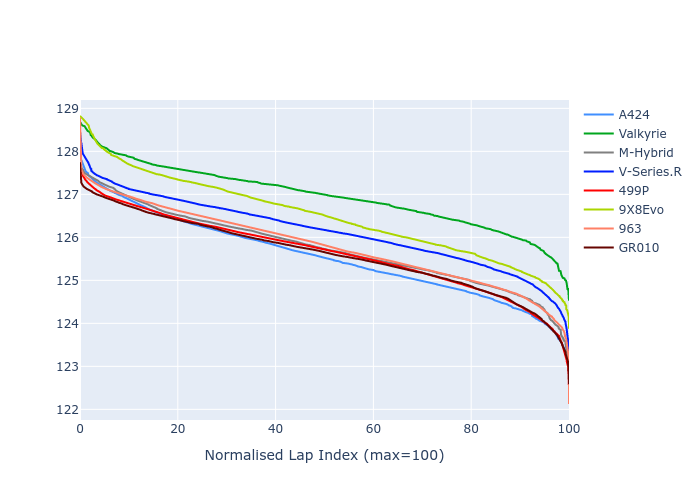 129
128
127
126
125
124
123
122
0 20 40 60 80 100
Normalised Lap Index (max=100)
A424
Valkyrie
M-Hybrid
V-Series.R
499P
9X8Evo
963
GR010